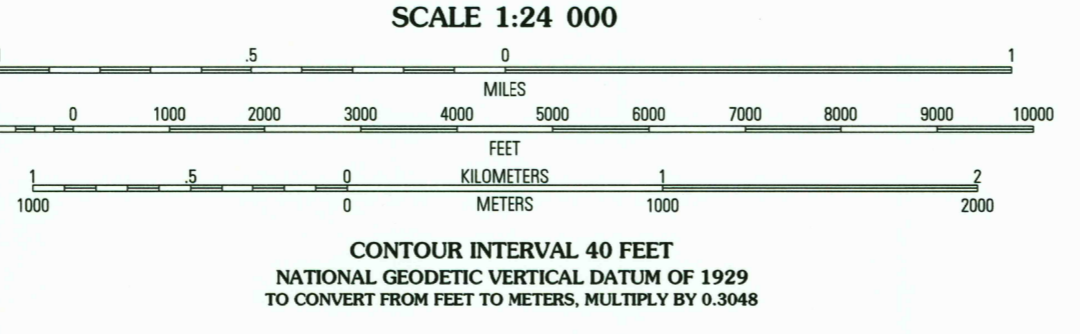 SCALE 1:24 000
.5 0 1
MILES
0 1000 2000 3000 4000 5000 6000 7000 8000 9000 10000
FEET
1 .5 0 KILOMETERS 1 2
1000 0 METERS 1000 2000
CONTOUR INTERVAL 40 FEET
NATIONAL GEODETIC VERTICAL DATUM OF 1929
TO CONVERT FROM FEET TO METERS, MULTIPLY BY 0.3048